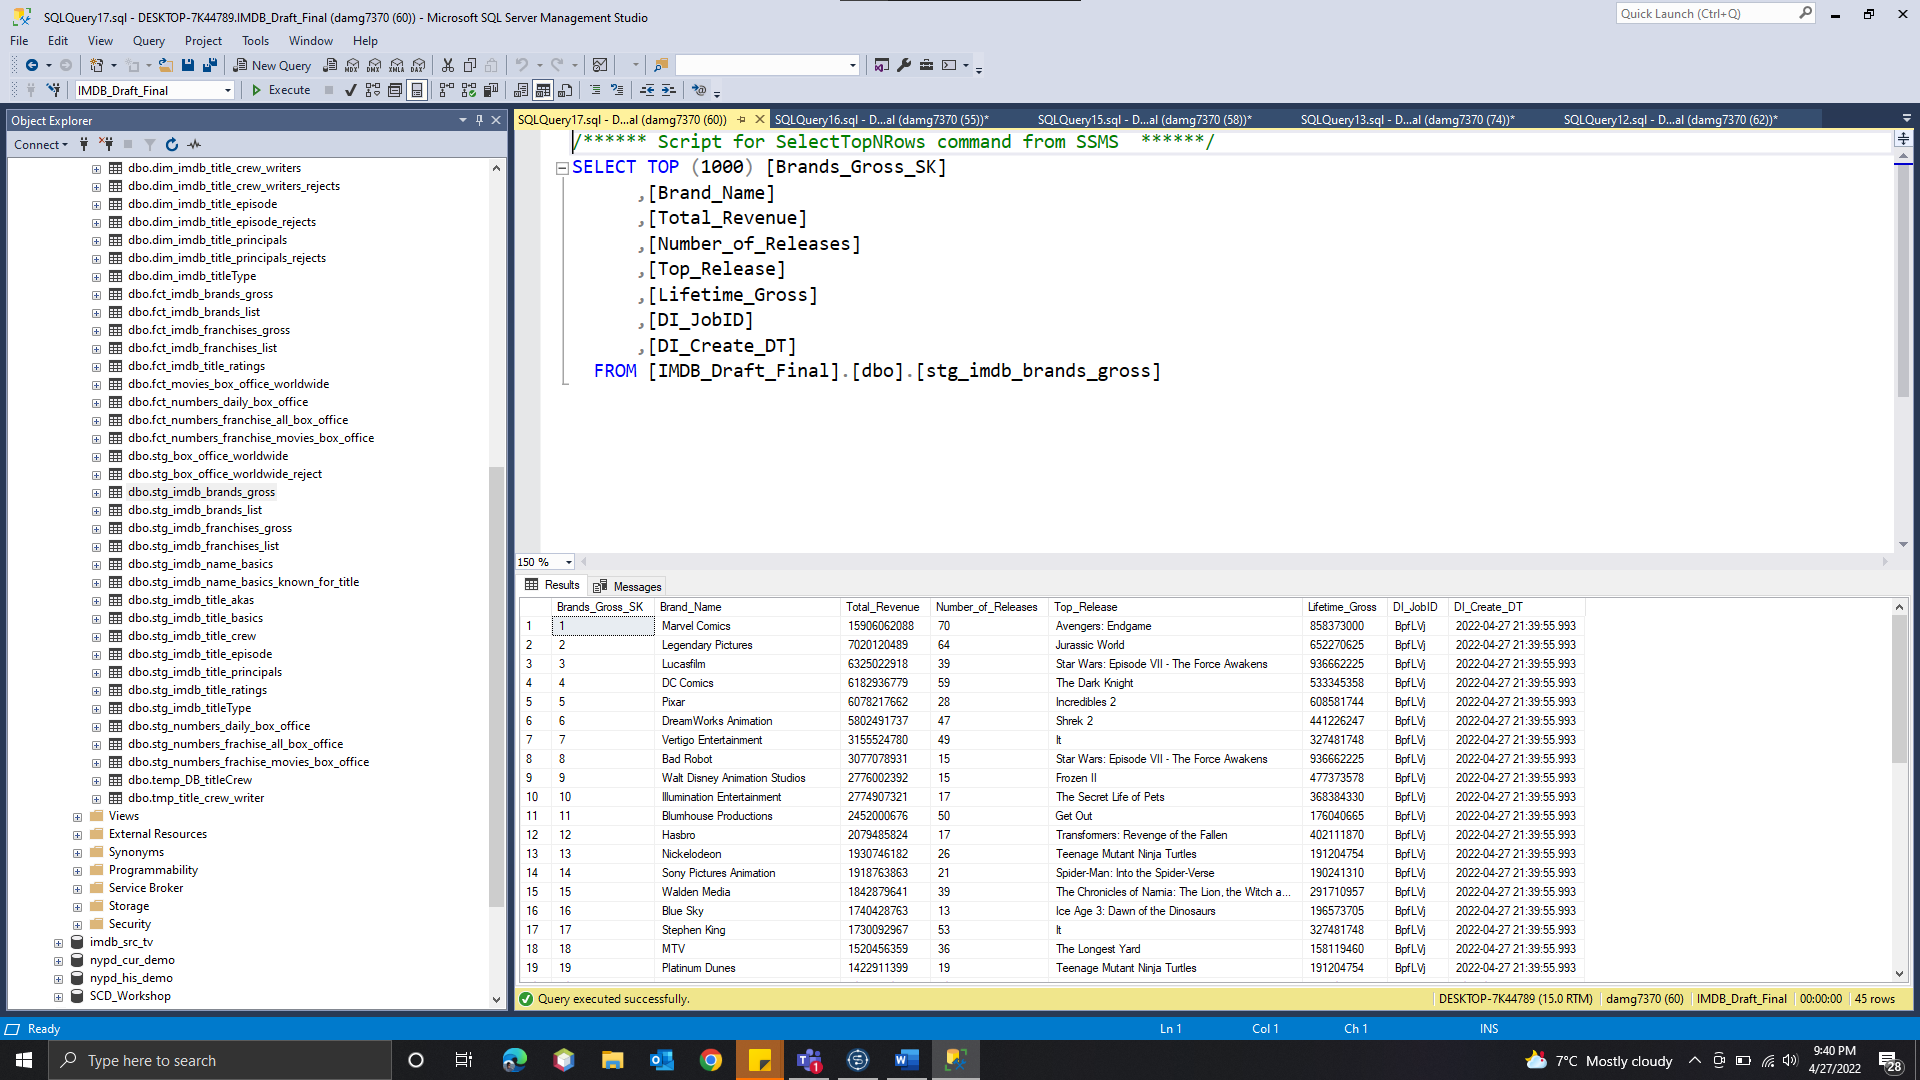 SQLQuery17.sql - DESKTOP-7K44789.IMDB_Draft_Final (damg7370 (60)) - Microsoft SQL Server Management Studio
Quick Launch (Ctrl+Q)
File Edit View Query Project Tools Window Help
New Query MDX DMX XMLA DAX
IMDB_Draft_Final Execute
Object Explorer
Connect
dbo.dim_imdb_title_crew_writers
dbo.dim_imdb_title_crew_writers_rejects
dbo.dim_imdb_title_episode
dbo.dim_imdb_title_episode_rejects
dbo.dim_imdb_title_principals
dbo.dim_imdb_title_principals_rejects
dbo.dim_imdb_titleType
dbo.fct_imdb_brands_gross
dbo.fct_imdb_brands_list
dbo.fct_imdb_franchises_gross
dbo.fct_imdb_franchises_list
dbo.fct_imdb_title_ratings
dbo.fct_movies_box_office_worldwide
dbo.fct_numbers_daily_box_office
dbo.fct_numbers_franchise_all_box_office
dbo.fct_numbers_franchise_movies_box_office
dbo.stg_box_office_worldwide
dbo.stg_box_office_worldwide_reject
dbo.stg_imdb_brands_gross
dbo.stg_imdb_brands_list
dbo.stg_imdb_franchises_gross
dbo.stg_imdb_franchises_list
dbo.stg_imdb_name_basics
dbo.stg_imdb_name_basics_known_for_title
dbo.stg_imdb_title_akas
dbo.stg_imdb_title_basics
dbo.stg_imdb_title_crew
dbo.stg_imdb_title_episode
dbo.stg_imdb_title_principals
dbo.stg_imdb_title_ratings
dbo.stg_imdb_titleType
dbo.stg_numbers_daily_box_office
dbo.stg_numbers_frachise_all_box_office
dbo.stg_numbers_frachise_movies_box_office
dbo.temp_DB_titleCrew
dbo.tmp_title_crew_writer
Views
External Resources
Synonyms
Programmability
Service Broker
Storage
Security
imdb_src_tv
nypd_cur_demo
nypd_his_demo
SCD_Workshop
SQLQuery17.sql - D...al (damg7370 (60)) SQLQuery16.sql - D...al (damg7370 (55))* SQLQuery15.sql - D...al (damg7370 (58))* SQLQuery13.sql - D...al (damg7370 (74))* SQLQuery12.sql - D...al (damg7370 (62))*
/****** Script for SelectTopNRows command from SSMS ******/
SELECT TOP (1000) [Brands_Gross_SK]
,[Brand_Name]
,[Total_Revenue]
,[Number_of_Releases]
,[Top_Release]
,[Lifetime_Gross]
,[DI_JobID]
,[DI_Create_DT]
FROM [IMDB_Draft_Final].[dbo].[stg_imdb_brands_gross]
150 %
Results Messages
Brands_Gross_SK Brand_Name Total_Revenue Number_of_Releases Top_Release Lifetime_Gross DI_JobID DI_Create_DT
1 1 Marvel Comics 15906062088 70 Avengers: Endgame 858373000 BpfLVj 2022-04-27 21:39:55.993
2 2 Legendary Pictures 7020120489 64 Jurassic World 652270625 BpfLVj 2022-04-27 21:39:55.993
3 3 Lucasfilm 6325022918 39 Star Wars: Episode VII - The Force Awakens 936662225 BpfLVj 2022-04-27 21:39:55.993
4 4 DC Comics 6182936779 59 The Dark Knight 533345358 BpfLVj 2022-04-27 21:39:55.993
5 5 Pixar 6078217662 28 Incredibles 2 608581744 BpfLVj 2022-04-27 21:39:55.993
6 6 DreamWorks Animation 5802491737 47 Shrek 2 441226247 BpfLVj 2022-04-27 21:39:55.993
7 7 Vertigo Entertainment 3155524780 49 It 327481748 BpfLVj 2022-04-27 21:39:55.993
8 8 Bad Robot 3077078931 15 Star Wars: Episode VII - The Force Awakens 936662225 BpfLVj 2022-04-27 21:39:55.993
9 9 Walt Disney Animation Studios 2776002392 15 Frozen II 477373578 BpfLVj 2022-04-27 21:39:55.993
10 10 Illumination Entertainment 2774907321 17 The Secret Life of Pets 368384330 BpfLVj 2022-04-27 21:39:55.993
11 11 Blumhouse Productions 2452000676 50 Get Out 176040665 BpfLVj 2022-04-27 21:39:55.993
12 12 Hasbro 2079485824 17 Transformers: Revenge of the Fallen 402111870 BpfLVj 2022-04-27 21:39:55.993
13 13 Nickelodeon 1930746182 26 Teenage Mutant Ninja Turtles 191204754 BpfLVj 2022-04-27 21:39:55.993
14 14 Sony Pictures Animation 1918763863 21 Spider-Man: Into the Spider-Verse 190241310 BpfLVj 2022-04-27 21:39:55.993
15 15 Walden Media 1842879641 39 The Chronicles of Narnia: The Lion, the Witch a... 291710957 BpfLVj 2022-04-27 21:39:55.993
16 16 Blue Sky 1740428763 13 Ice Age 3: Dawn of the Dinosaurs 196573705 BpfLVj 2022-04-27 21:39:55.993
17 17 Stephen King 1730092967 53 It 327481748 BpfLVj 2022-04-27 21:39:55.993
18 18 MTV 1520456359 36 The Longest Yard 158119460 BpfLVj 2022-04-27 21:39:55.993
19 19 Platinum Dunes 1422911399 19 Teenage Mutant Ninja Turtles 191204754 BpfLVj 2022-04-27 21:39:55.993
Query executed successfully. DESKTOP-7K44789 (15.0 RTM) damg7370 (60) IMDB_Draft_Final 00:00:00 45 rows
Ready Ln 1 Col 1 Ch 1 INS
Type here to search 1 7°C Mostly cloudy 9:40 PM
4/27/2022 28